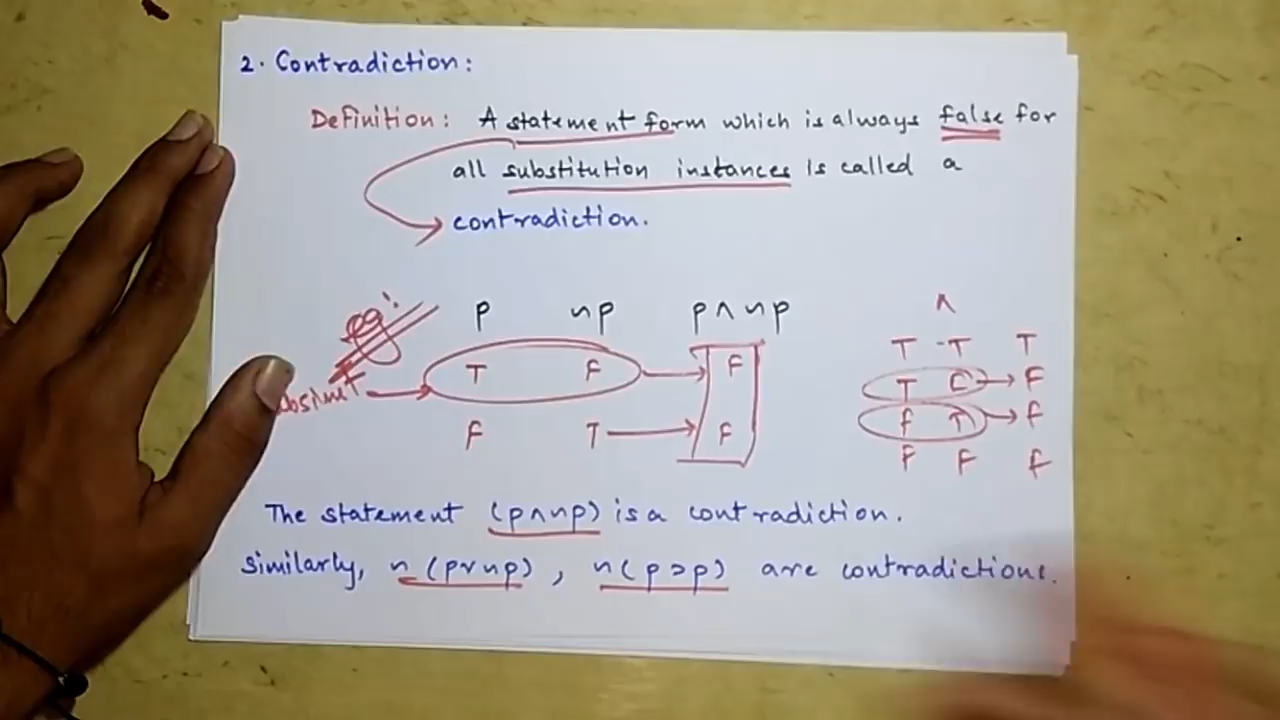 2. Contradiction:
Definition: A statement form which is always false for
all substitution instances is called a
contradiction.
eg:
p ~p p ∧ ~p ∧
T F F
F T F
T T T
T F F
F T F
F F F
The statement (p∧~p) is a contradiction.
Similarly, ~(p∨~p), ~(p⊃p) are contradictions.